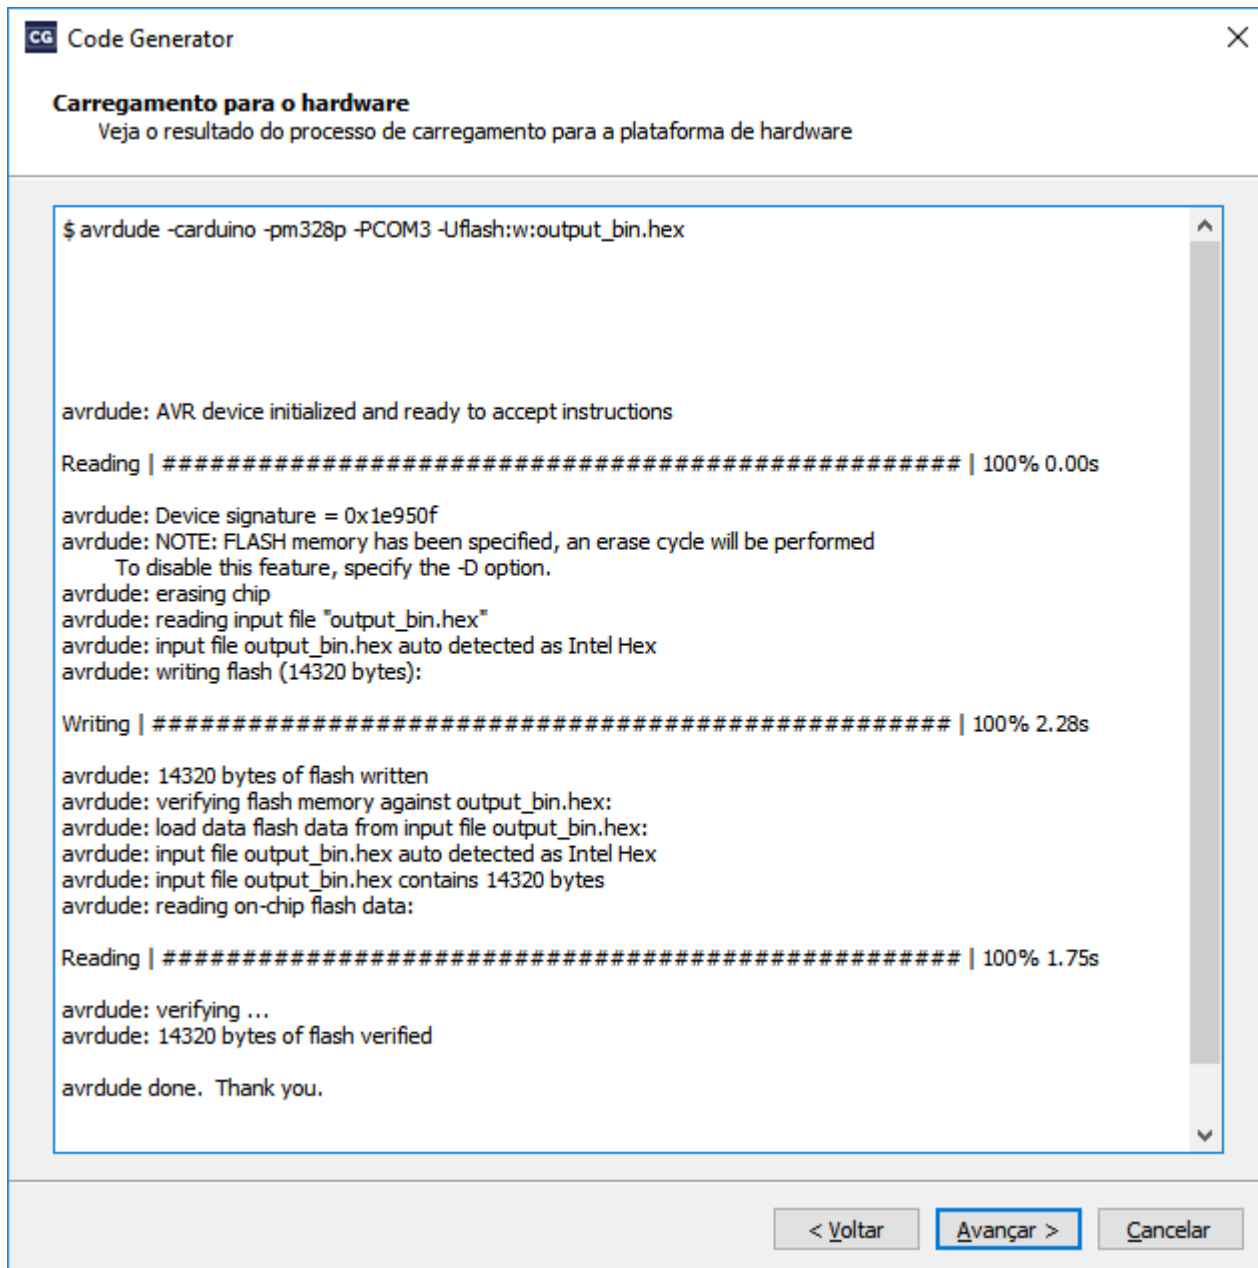 CG Code Generator
Carregamento para o hardware
Veja o resultado do processo de carregamento para a plataforma de hardware
$ avrdude -carduino -pm328p -PCOM3 -Uflash:w:output_bin.hex
avrdude: AVR device initialized and ready to accept instructions
Reading | ################################################## | 100% 0.00s
avrdude: Device signature = 0x1e950f
avrdude: NOTE: FLASH memory has been specified, an erase cycle will be performed
To disable this feature, specify the -D option.
avrdude: erasing chip
avrdude: reading input file "output_bin.hex"
avrdude: input file output_bin.hex auto detected as Intel Hex
avrdude: writing flash (14320 bytes):
Writing | ################################################## | 100% 2.28s
avrdude: 14320 bytes of flash written
avrdude: verifying flash memory against output_bin.hex:
avrdude: load data flash data from input file output_bin.hex:
avrdude: input file output_bin.hex auto detected as Intel Hex
avrdude: input file output_bin.hex contains 14320 bytes
avrdude: reading on-chip flash data:
Reading | ################################################## | 100% 1.75s
avrdude: verifying ...
avrdude: 14320 bytes of flash verified
avrdude done.  Thank you.
< Voltar Avançar > Cancelar